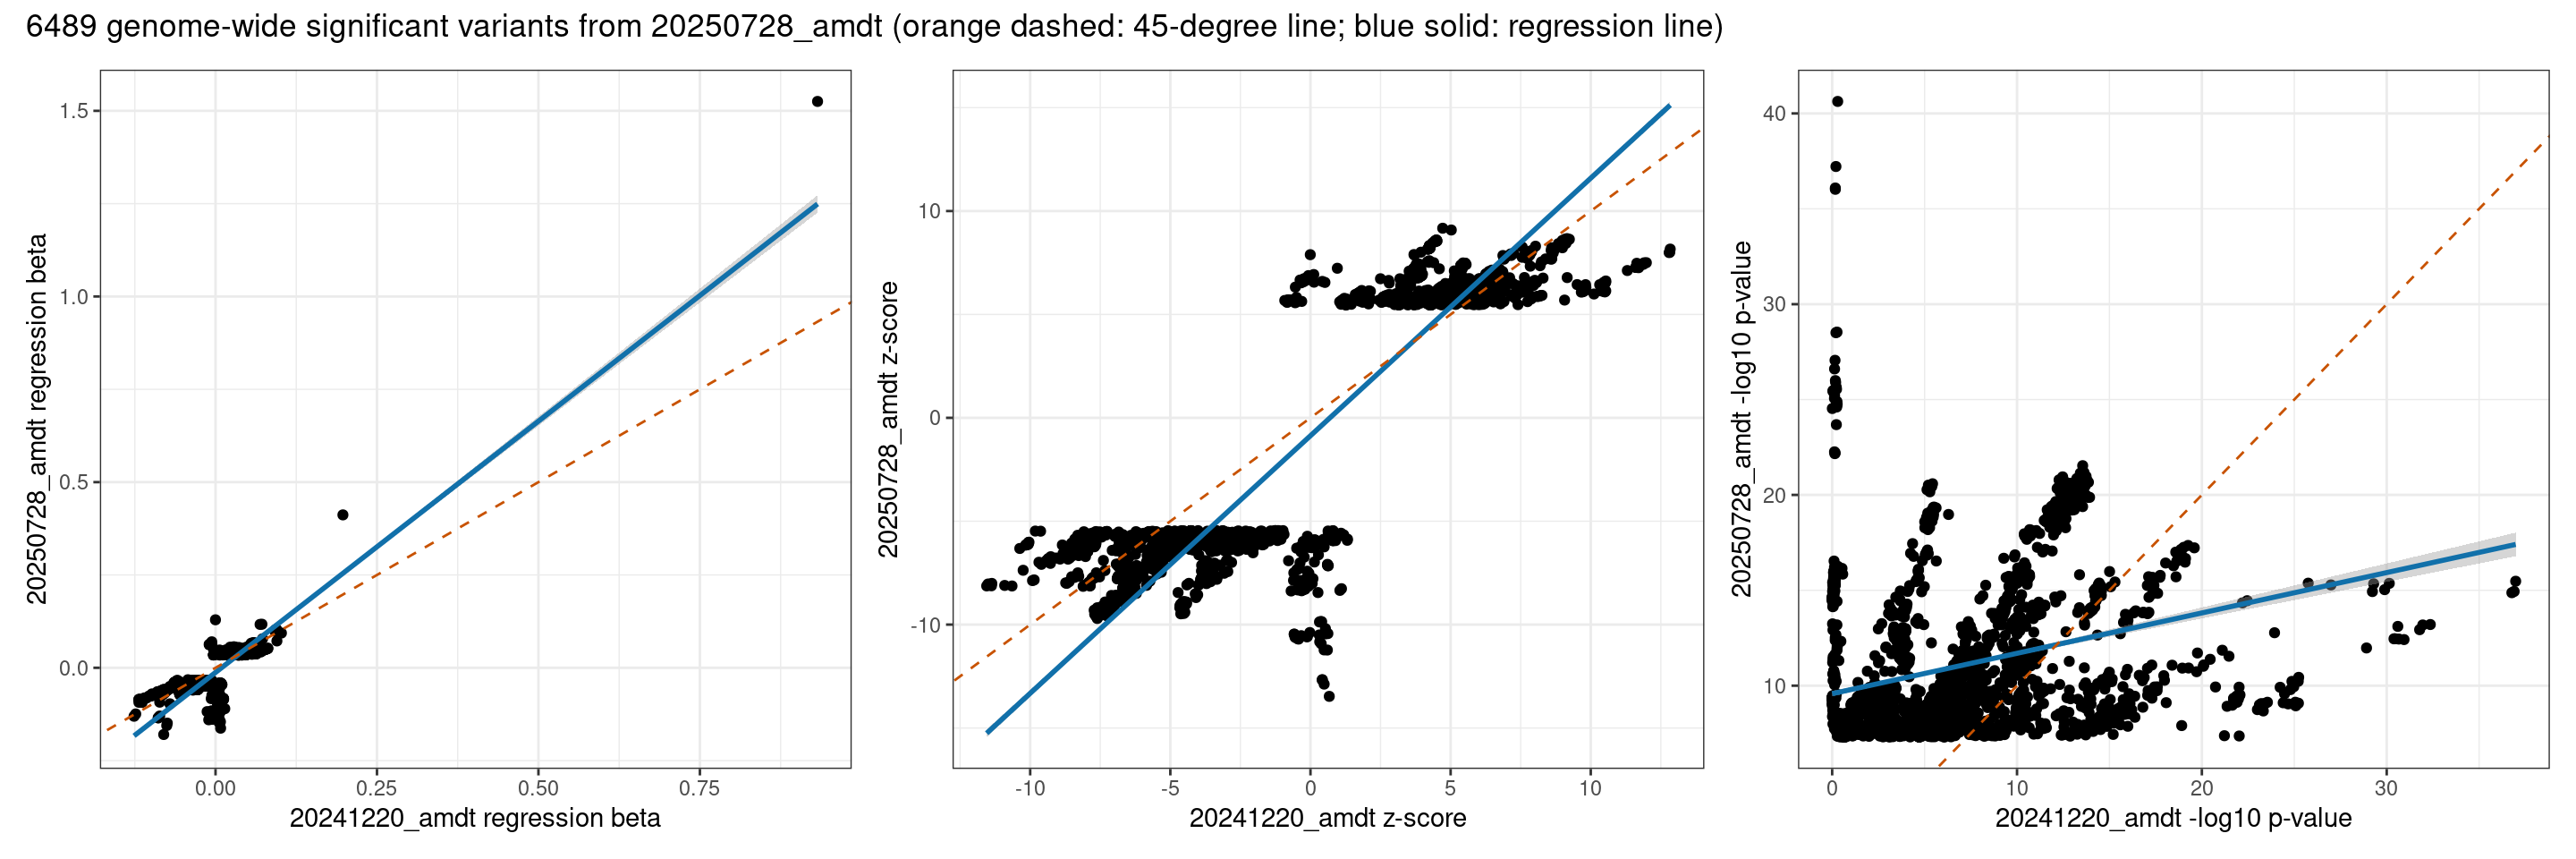 6489 genome-wide significant variants from 20250728_amdt (orange dashed: 45-degree line; blue solid: regression line)
20250728_amdt regression beta
1.5
1.0
0.5
0.0
0.00 0.25 0.50 0.75
20241220_amdt regression beta
20250728_amdt z-score
10
0
-10
-10 -5 0 5 10
20241220_amdt z-score
20250728_amdt -log10 p-value
40
30
20
10
0 10 20 30
20241220_amdt -log10 p-value